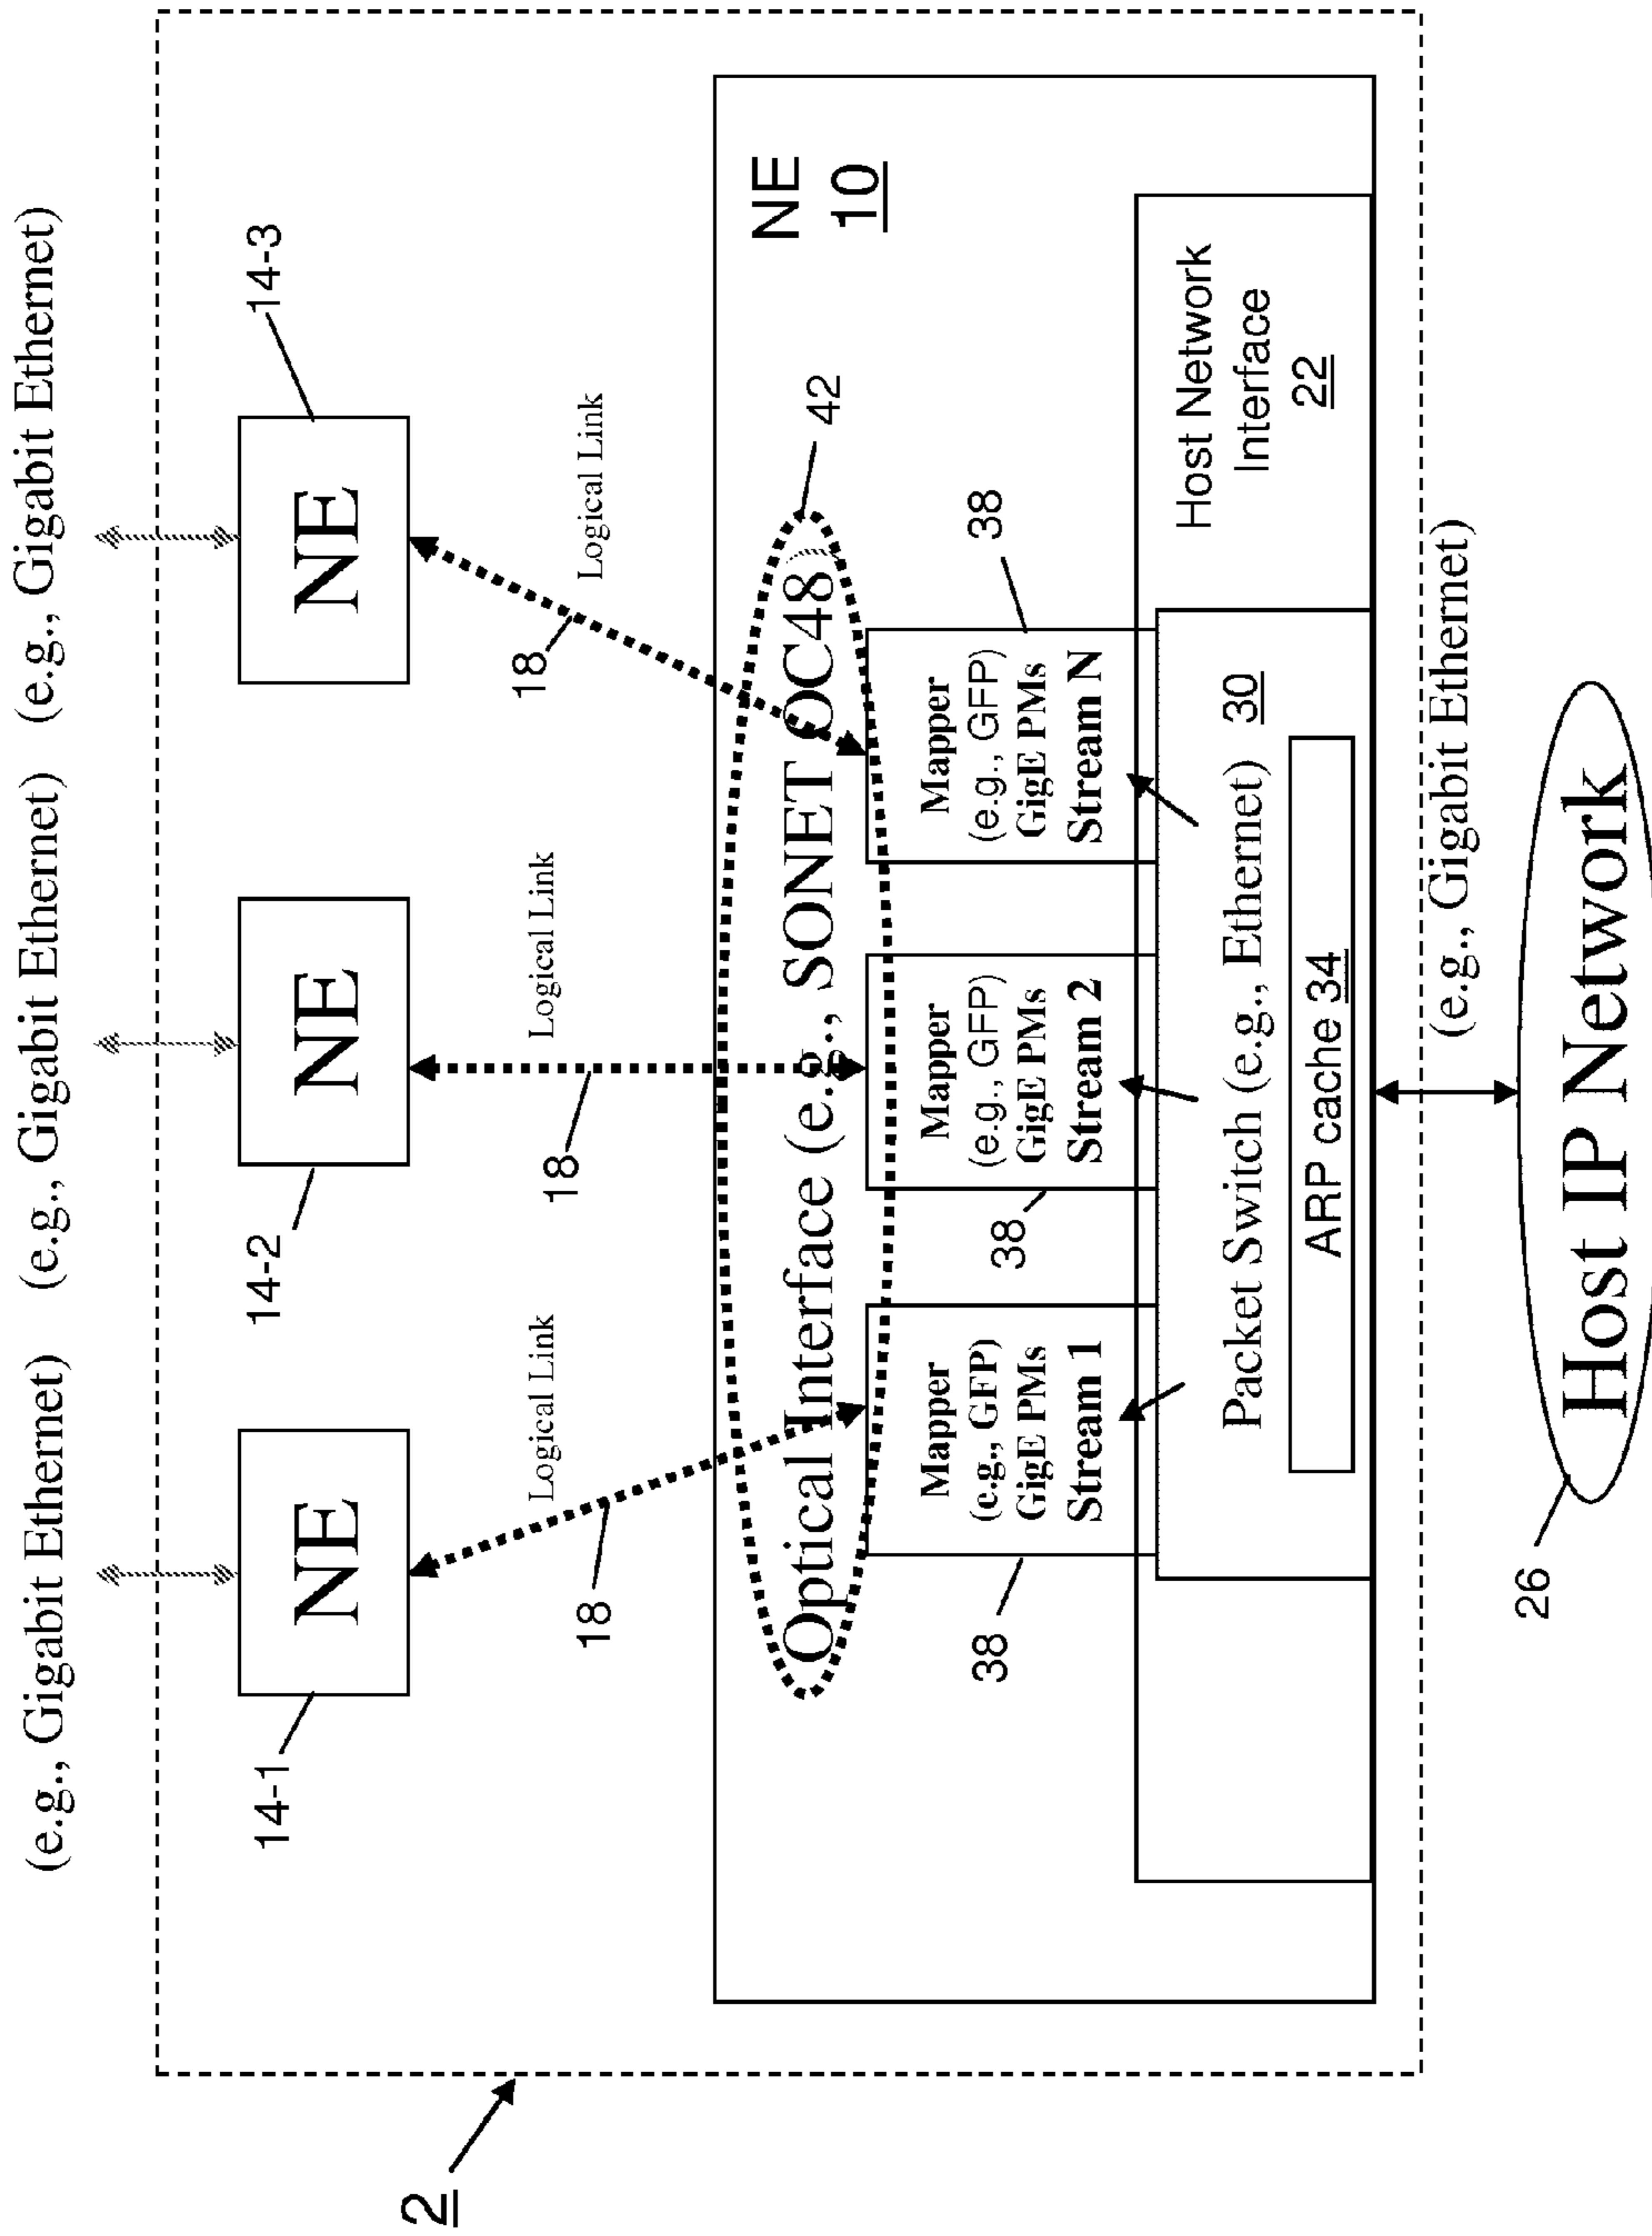 (e.g., Gigabit Ethernet)
(e.g., Gigabit Ethernet)
(e.g., Gigabit Ethernet)
14-1
NE
14-2
NE
14-3
NE
18
Logical Link
18
Logical Link
18
Logical Link
2
NE
10
42
Optical Interface (e.g., SONET OC48)
38
Mapper
(e.g., GFP)
GigE PMs
Stream 1
38
Mapper
(e.g., GFP)
GigE PMs
Stream 2
38
Mapper
(e.g., GFP)
GigE PMs
Stream N
Host Network
Interface
22
Packet Switch (e.g., Ethernet) 30
ARP cache 34
(e.g., Gigabit Ethernet)
26
Host IP Network